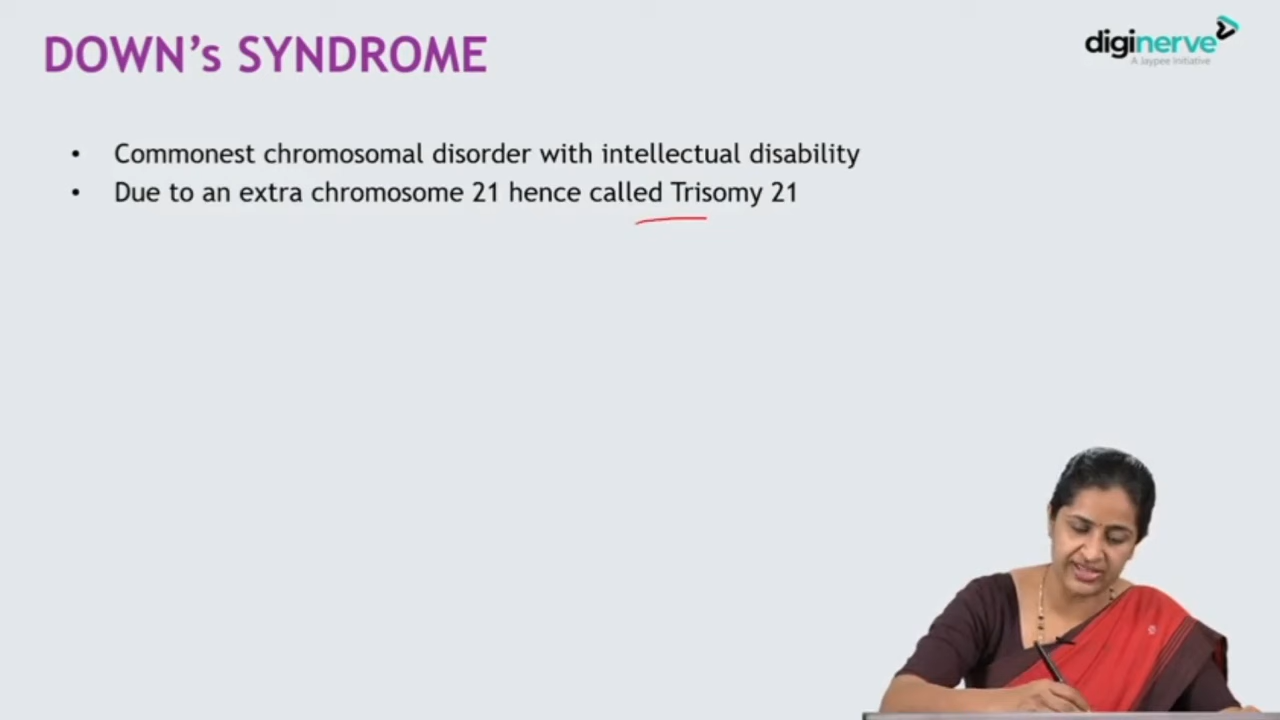 DOWN's SYNDROME
diginerve
A Jaypee Initiative
• Commonest chromosomal disorder with intellectual disability
• Due to an extra chromosome 21 hence called Trisomy 21